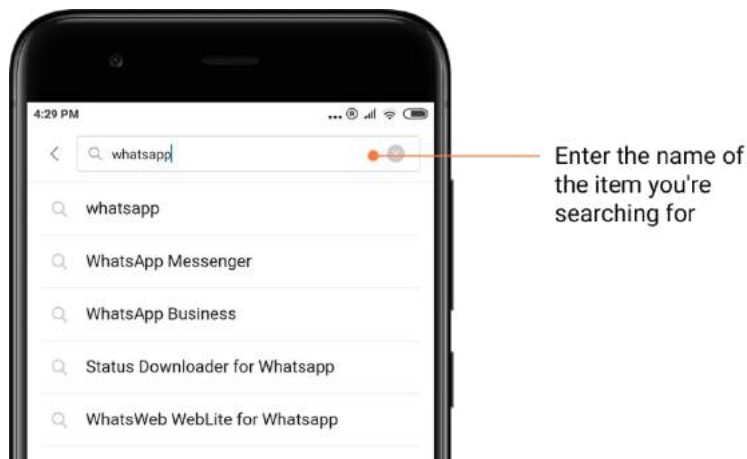 4:29 PM
whatsapp
Enter the name of
the item you're
searching for
whatsapp
WhatsApp Messenger
WhatsApp Business
Status Downloader for Whatsapp
WhatsWeb WebLite for Whatsapp